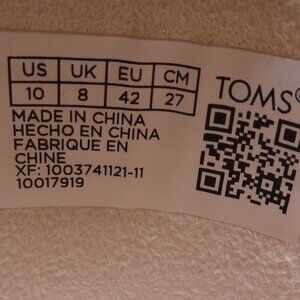 US UK EU CM TOMS®
10 8 42 27
MADE IN CHINA
HECHO EN CHINA
FABRIQUE EN
CHINE
XF: 1003741121-11
10017919